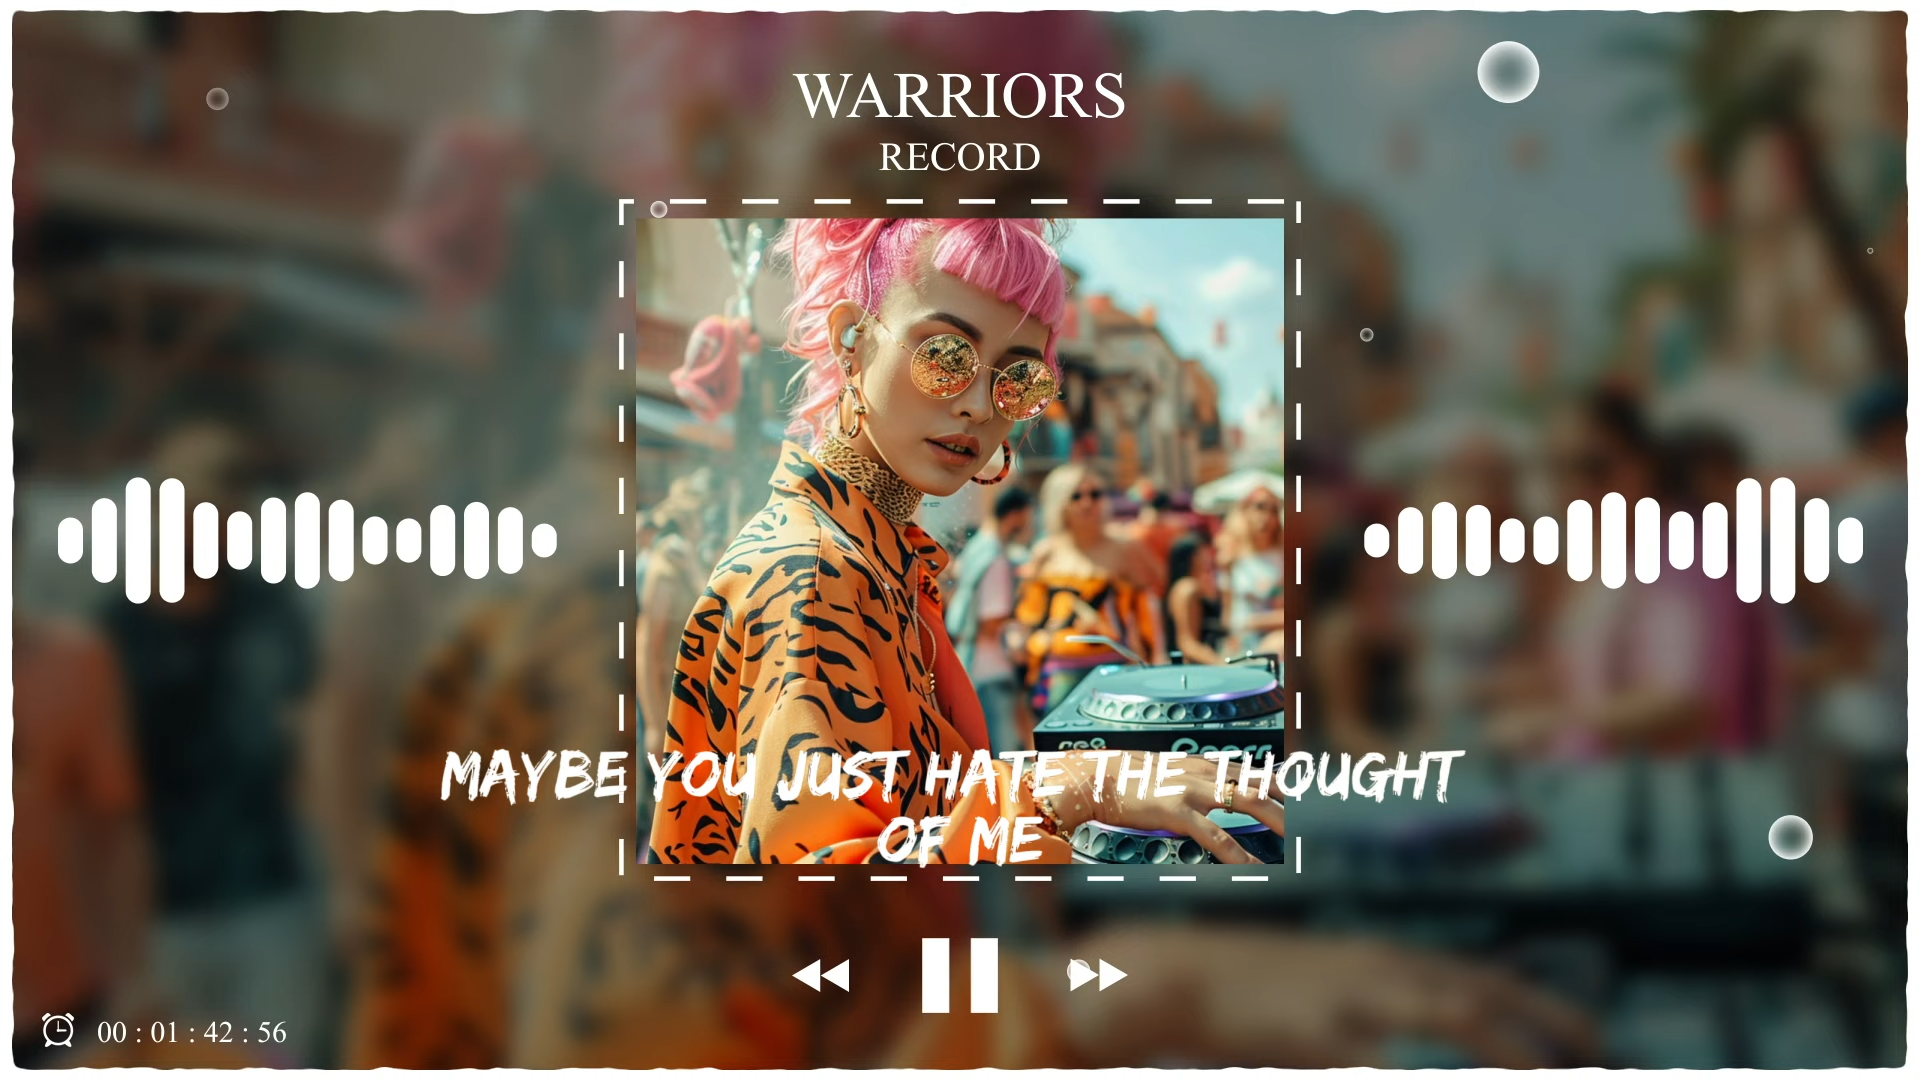 WARRIORS
RECORD
MAYBE YOU JUST HATE THE THOUGHT
OF ME
00 : 01 : 42 : 56